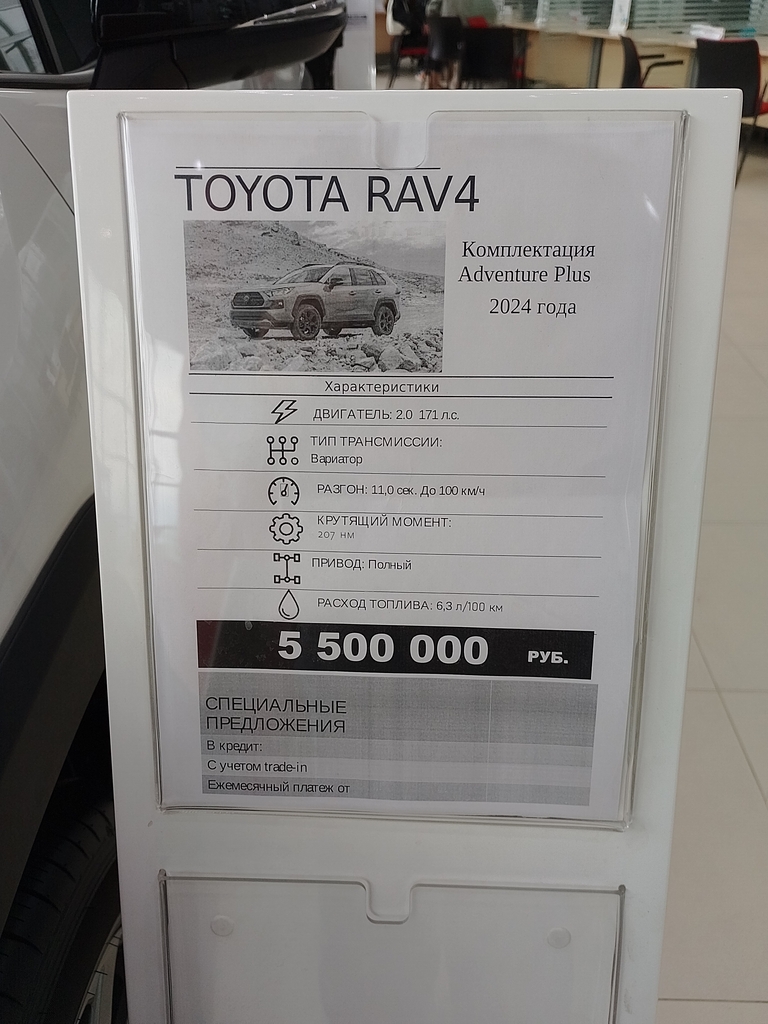 TOYOTA RAV4
Комплектация
Adventure Plus
2024 года
Характеристики
ДВИГАТЕЛЬ: 2.0 171 л.с.
ТИП ТРАНСМИССИИ:
Вариатор
РАЗГОН: 11,0 сек. До 100 км/ч
КРУТЯЩИЙ МОМЕНТ:
207 НМ
ПРИВОД: Полный
РАСХОД ТОПЛИВА: 6,3 л/100 км
5 500 000 РУБ.
СПЕЦИАЛЬНЫЕ
ПРЕДЛОЖЕНИЯ
В кредит:
С учетом trade-in
Ежемесячный платеж от